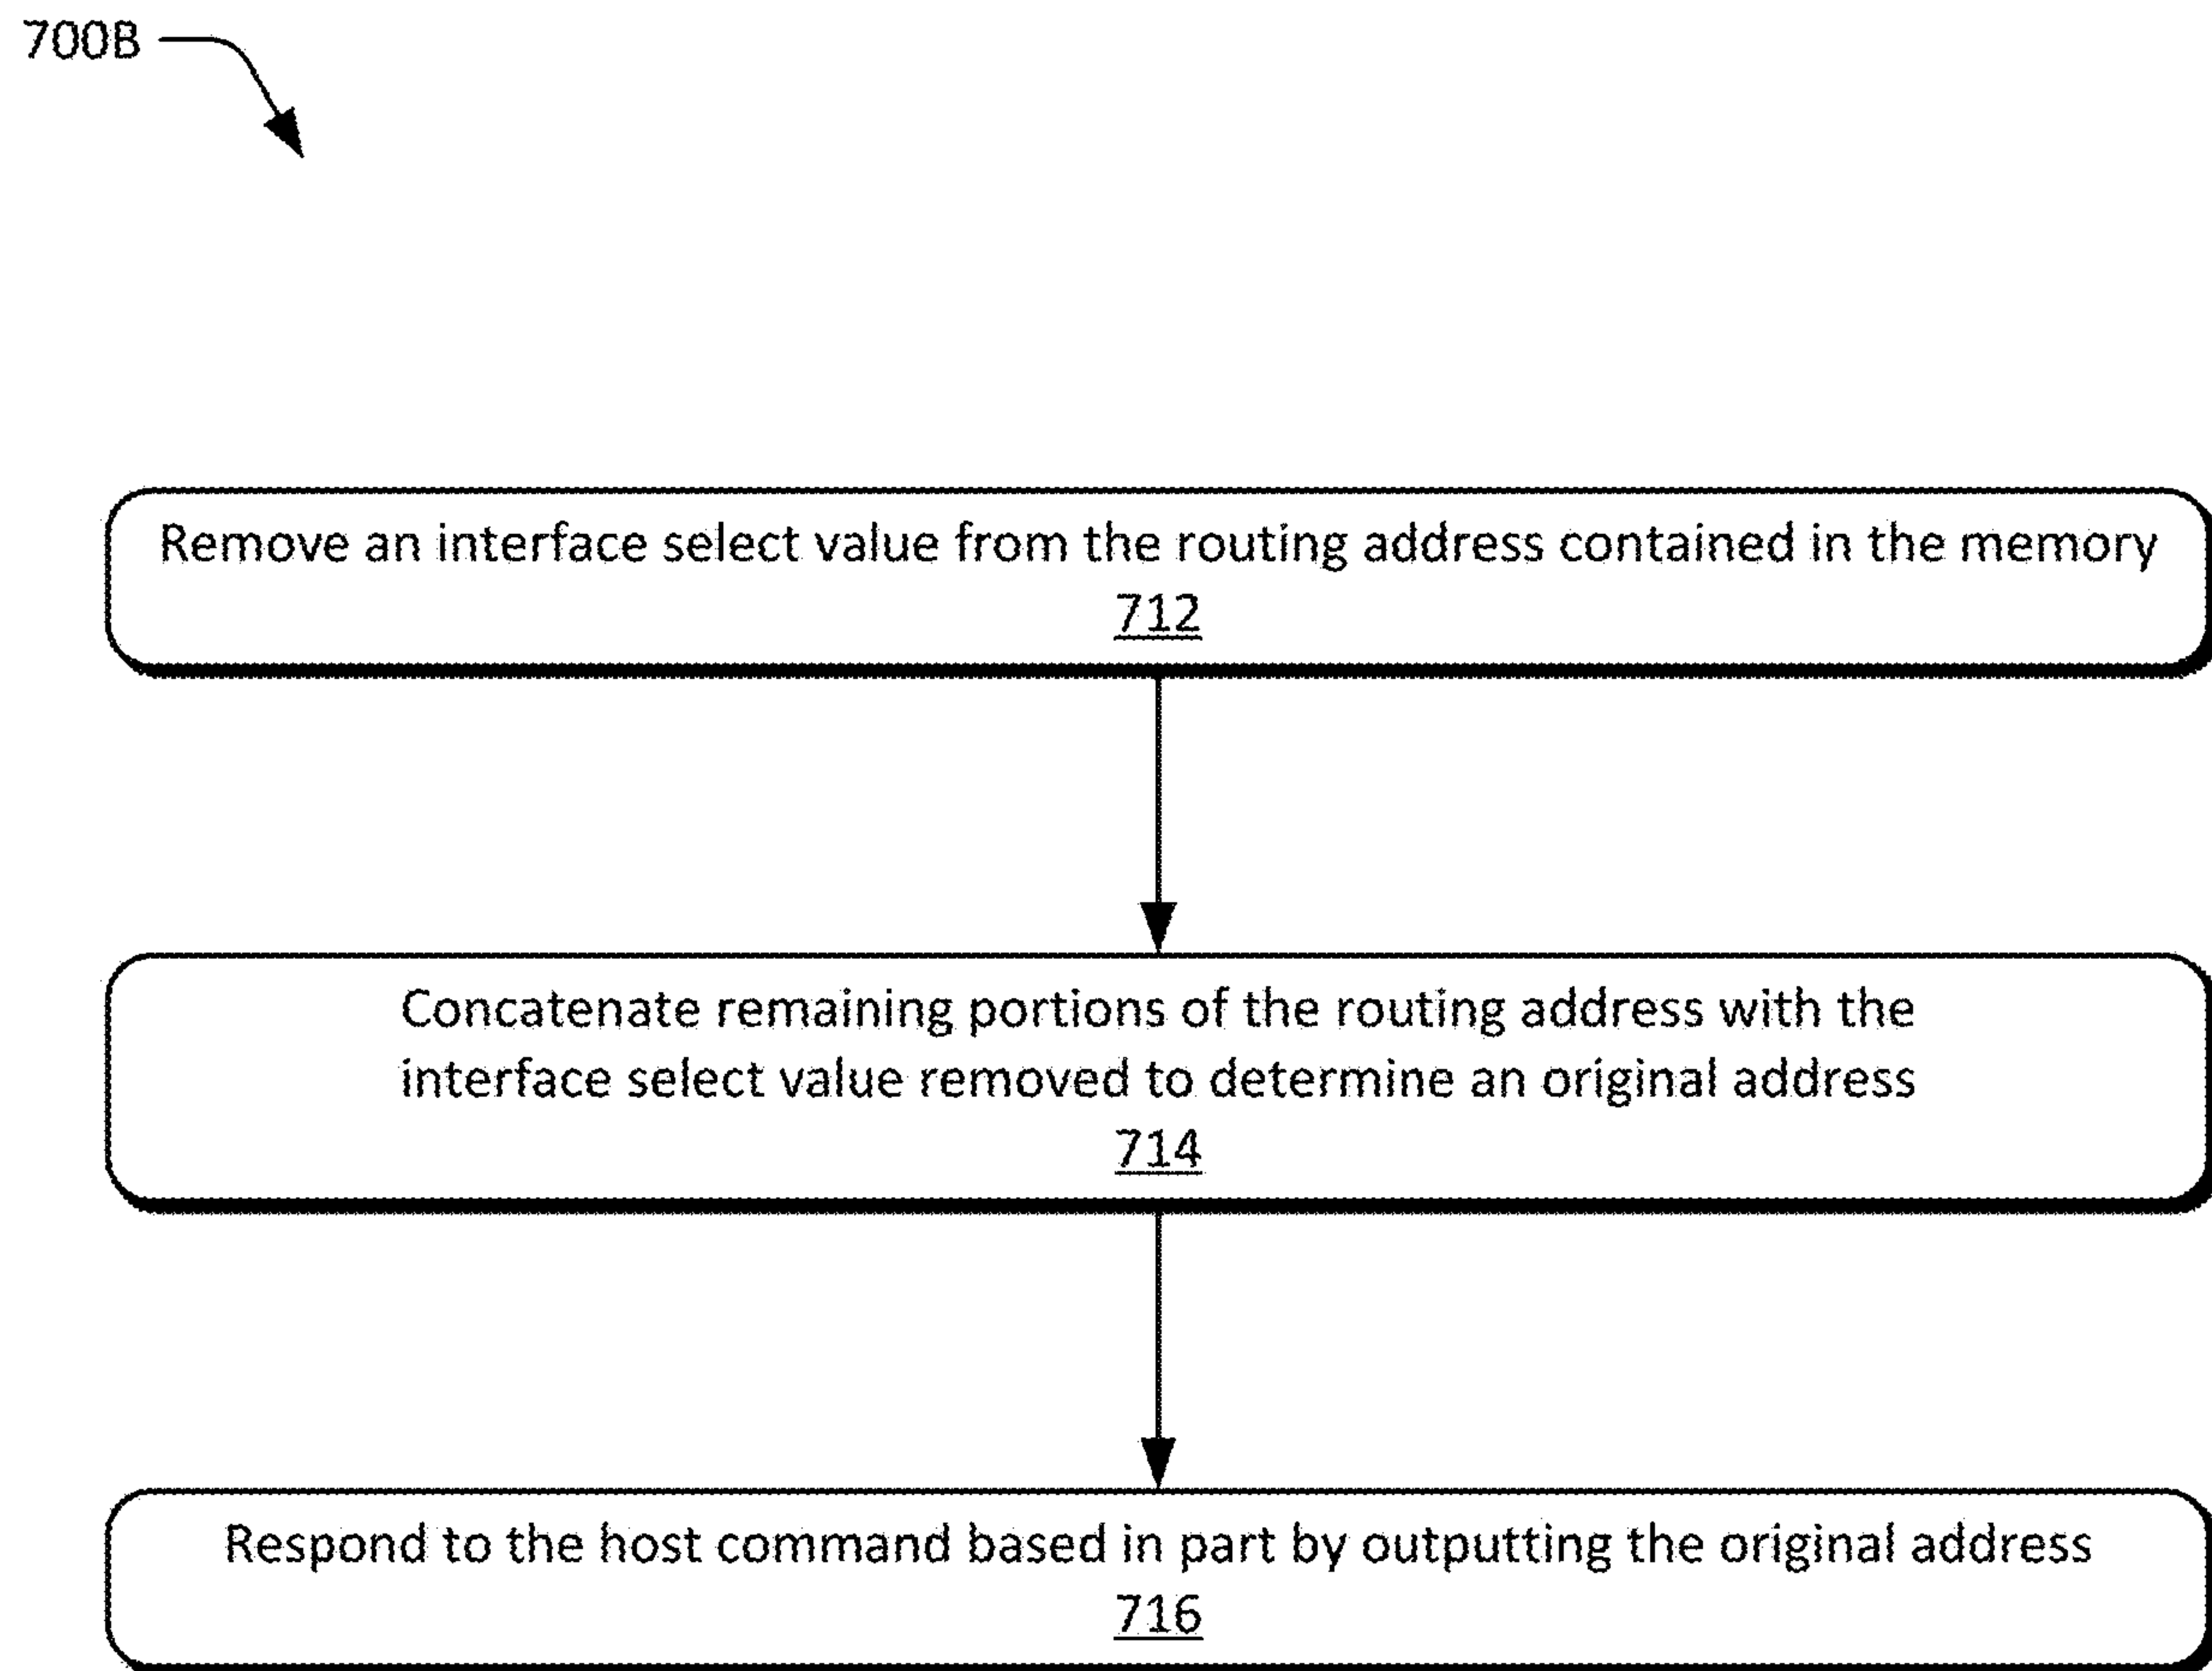 700B
Remove an interface select value from the routing address contained in the memory
712
Concatenate remaining portions of the routing address with the
interface select value removed to determine an original address
714
Respond to the host command based in part by outputting the original address
716